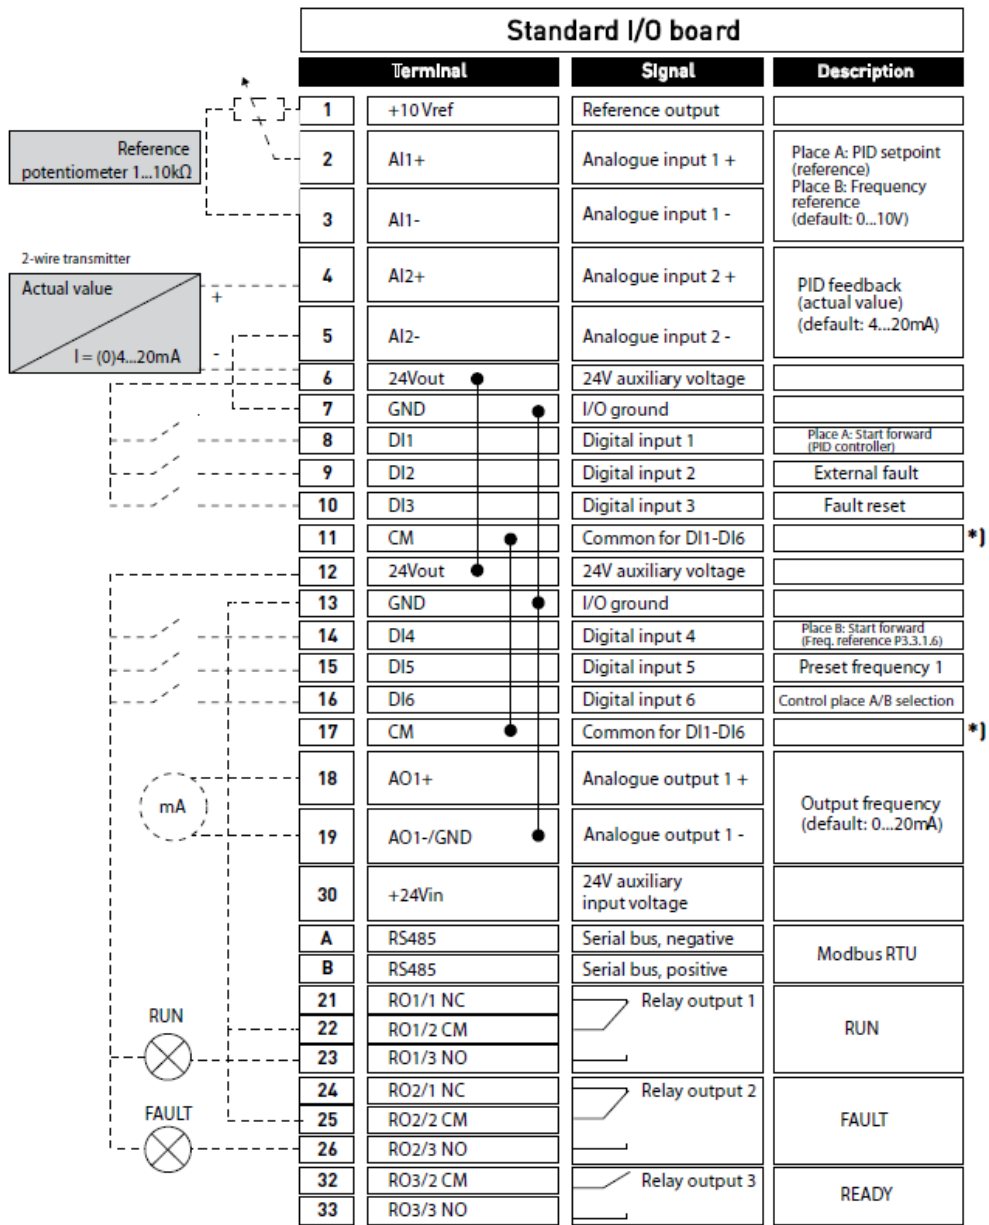 Standard I/O board
Terminal Signal Description
1 +10 Vref Reference output
Reference
potentiometer 1...10kΩ
2 AI1+ Analogue input 1 +
3 AI1- Analogue input 1 -
Place A: PID setpoint
(reference)
Place B: Frequency
reference
(default: 0...10V)
2-wire transmitter
Actual value
+
-
I = (0)4...20mA
4 AI2+ Analogue input 2 +
5 AI2- Analogue input 2 -
PID feedback
(actual value)
(default: 4...20mA)
6 24Vout 24V auxiliary voltage
7 GND I/O ground
8 DI1 Digital input 1
Place A: Start forward
(PID controller)
9 DI2 Digital input 2 External fault
10 DI3 Digital input 3 Fault reset
11 CM Common for DI1-DI6 *)
12 24Vout 24V auxiliary voltage
13 GND I/O ground
14 DI4 Digital input 4
Place B: Start forward
(Freq. reference P3.3.1.6)
15 DI5 Digital input 5 Preset frequency 1
16 DI6 Digital input 6 Control place A/B selection
17 CM Common for DI1-DI6 *)
mA
18 AO1+ Analogue output 1 +
19 AO1-/GND Analogue output 1 -
Output frequency
(default: 0...20mA)
30 +24Vin 24V auxiliary
input voltage
A RS485 Serial bus, negative
B RS485 Serial bus, positive
Modbus RTU
RUN
21 RO1/1 NC Relay output 1
22 RO1/2 CM RUN
23 RO1/3 NO
FAULT
24 RO2/1 NC Relay output 2
25 RO2/2 CM FAULT
26 RO2/3 NO
32 RO3/2 CM Relay output 3
33 RO3/3 NO
READY